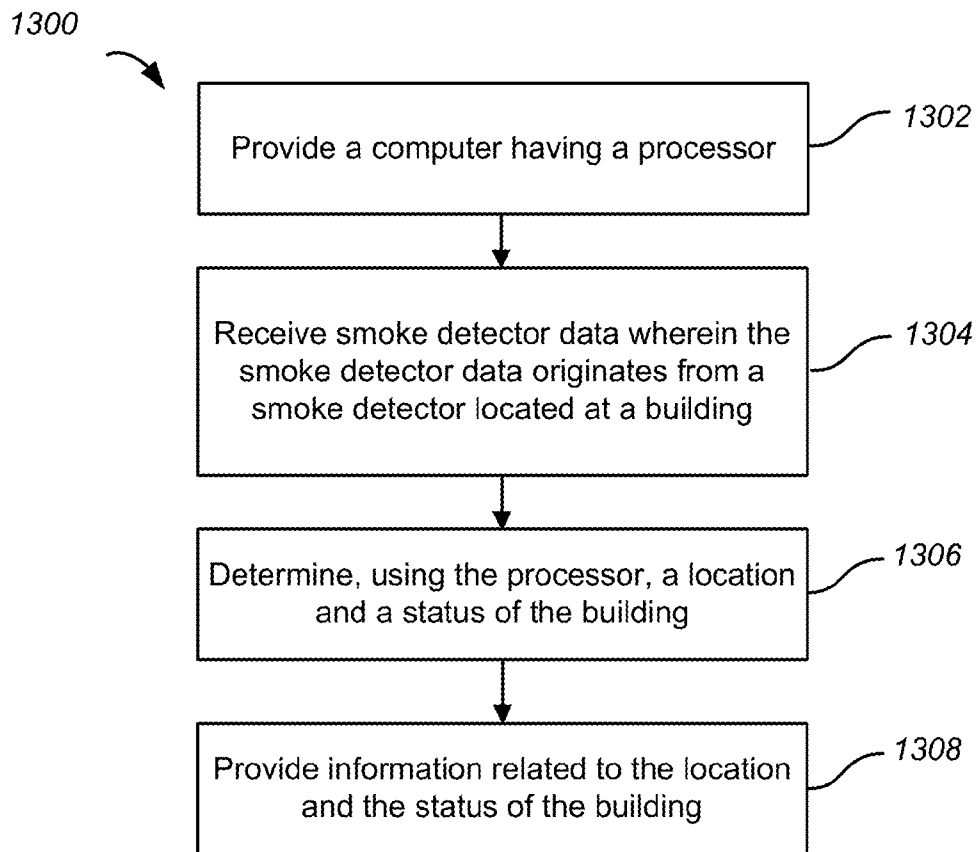 1300
Provide a computer having a processor
1302
Receive smoke detector data wherein the
smoke detector data originates from a
smoke detector located at a building
1304
Determine, using the processor, a location
and a status of the building
1306
Provide information related to the location
and the status of the building
1308